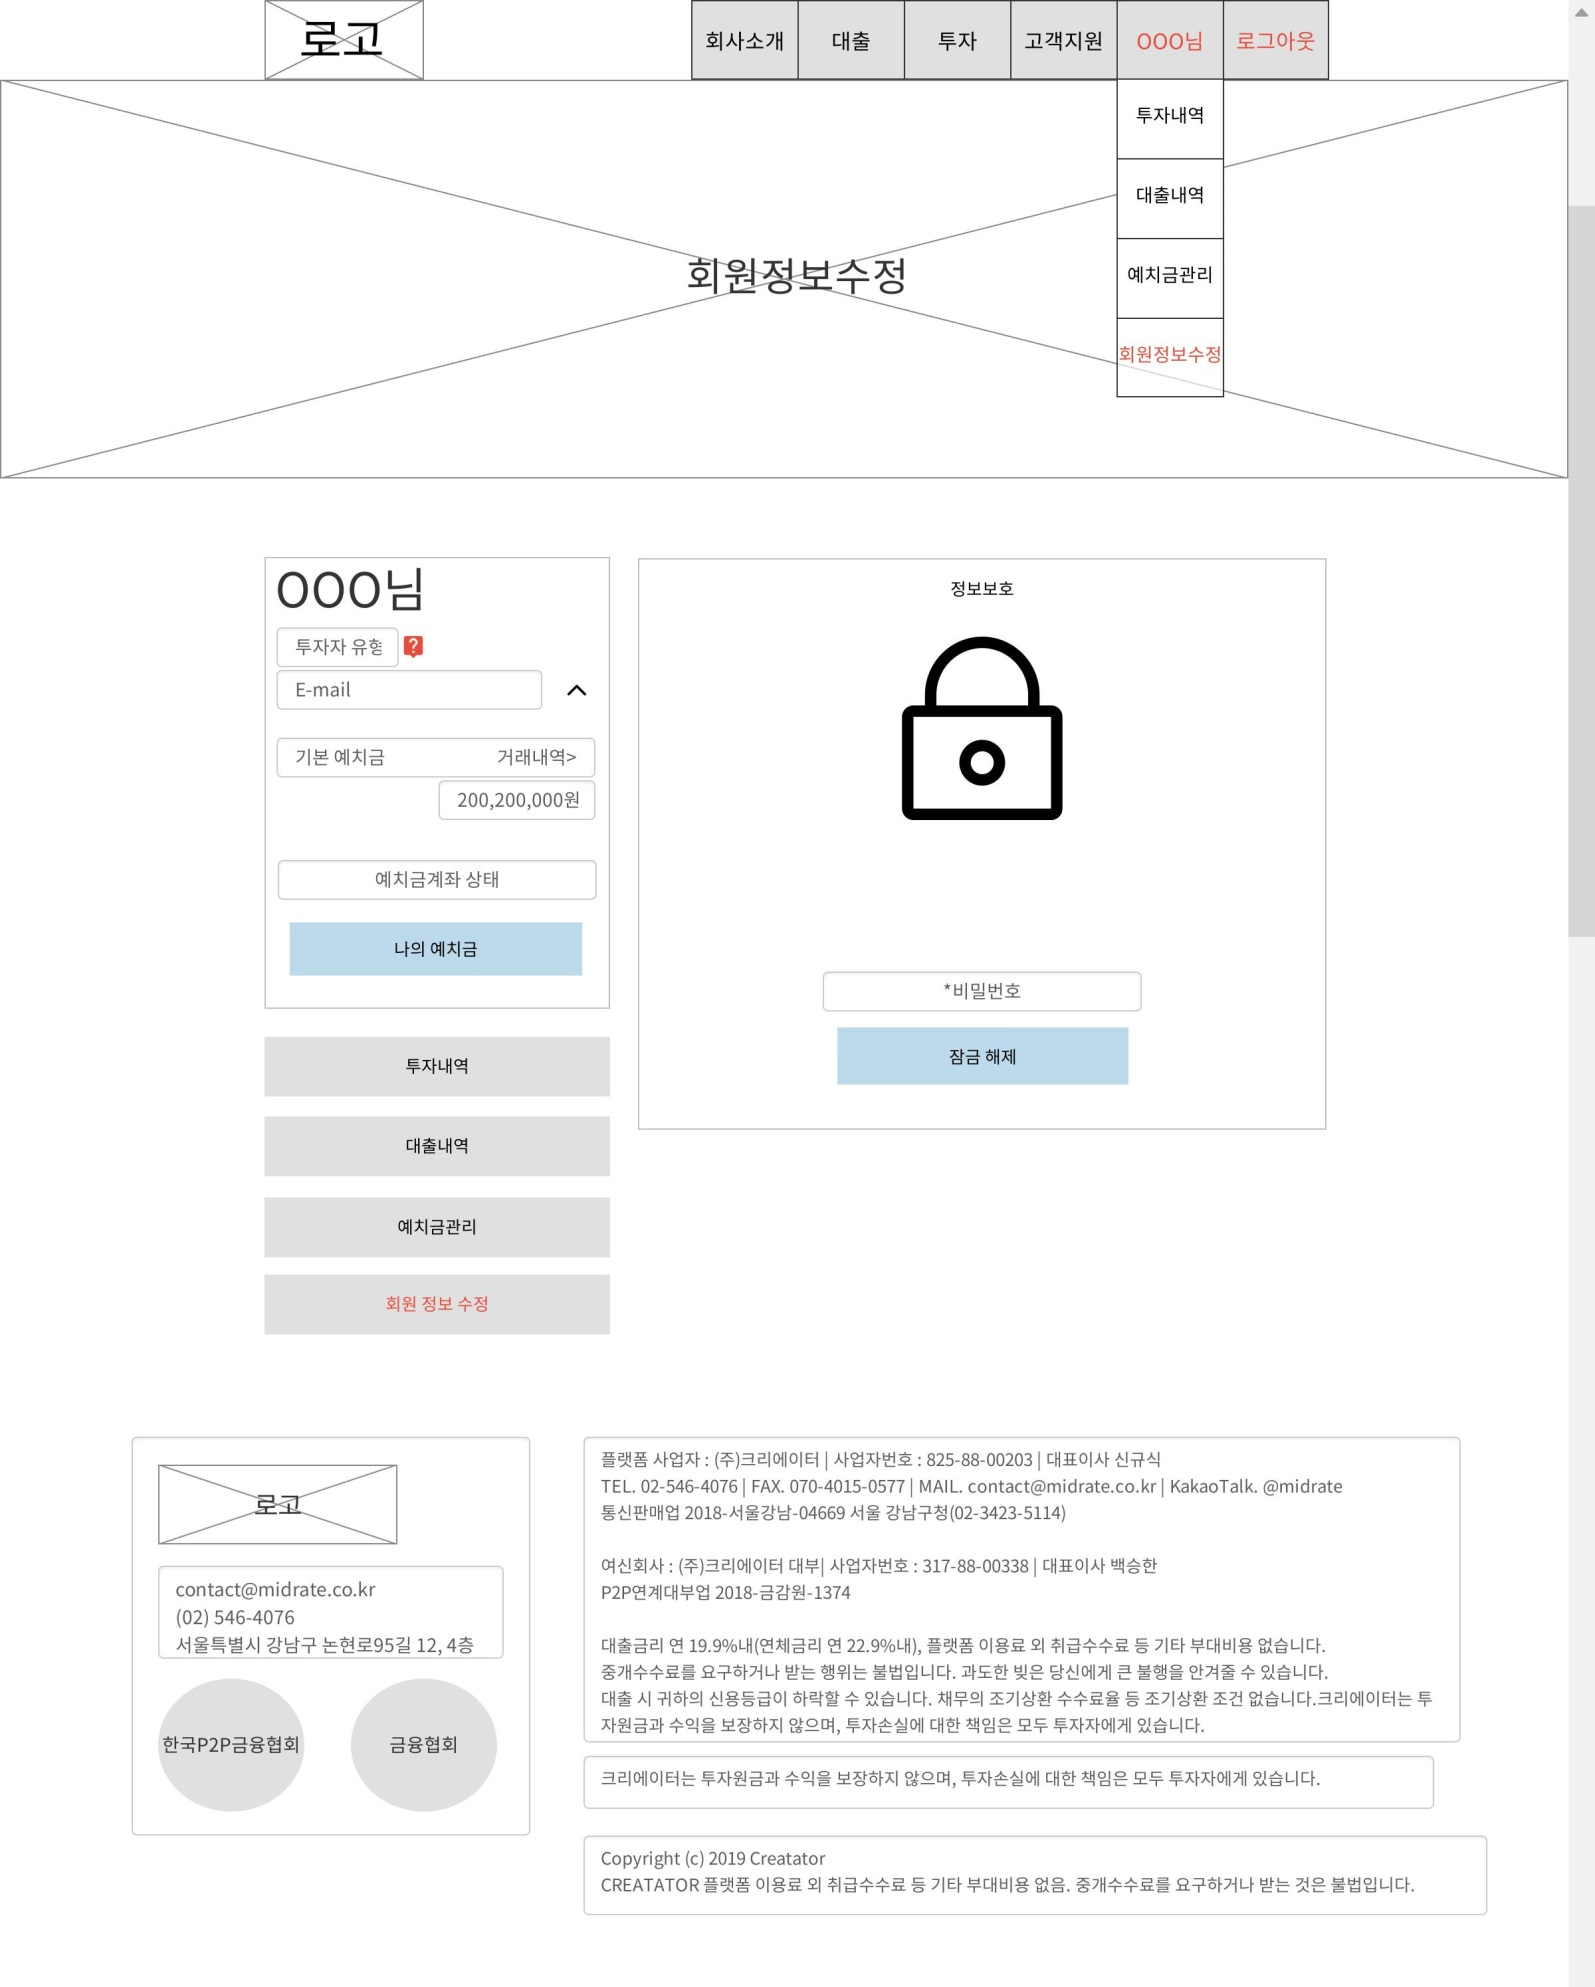 로고
회사소개
대출
투자
고객지원
OOO님
로그아웃
투자내역
대출내역
예치금관리
회원정보수정
회원정보수정
OOO님
투자자 유형
?
E-mail
기본 예치금 거래내역>
200,200,000원
예치금계좌 상태
나의 예치금
투자내역
대출내역
예치금관리
회원 정보 수정
정보보호
*비밀번호
잠금 해제
로고
contact@midrate.co.kr
(02) 546-4076
서울특별시 강남구 논현로95길 12, 4층
한국P2P금융협회
금융협회
플랫폼 사업자 : (주)크리에이터 | 사업자번호 : 825-88-00203 | 대표이사 신규식
TEL. 02-546-4076 | FAX. 070-4015-0577 | MAIL. contact@midrate.co.kr | KakaoTalk. @midrate
통신판매업 2018-서울강남-04669 서울 강남구청(02-3423-5114)
여신회사 : (주)크리에이터 대부| 사업자번호 : 317-88-00338 | 대표이사 백승한
P2P연계대부업 2018-금감원-1374
대출금리 연 19.9%내(연체금리 연 22.9%내), 플랫폼 이용료 외 취급수수료 등 기타 부대비용 없습니다.
중개수수료를 요구하거나 받는 행위는 불법입니다. 과도한 빚은 당신에게 큰 불행을 안겨줄 수 있습니다.
대출 시 귀하의 신용등급이 하락할 수 있습니다. 채무의 조기상환 수수료율 등 조기상환 조건 없습니다.크리에이터는 투
자원금과 수익을 보장하지 않으며, 투자손실에 대한 책임은 모두 투자자에게 있습니다.
크리에이터는 투자원금과 수익을 보장하지 않으며, 투자손실에 대한 책임은 모두 투자자에게 있습니다.
Copyright (c) 2019 Creatator
CREATATOR 플랫폼 이용료 외 취급수수료 등 기타 부대비용 없음. 중개수수료를 요구하거나 받는 것은 불법입니다.